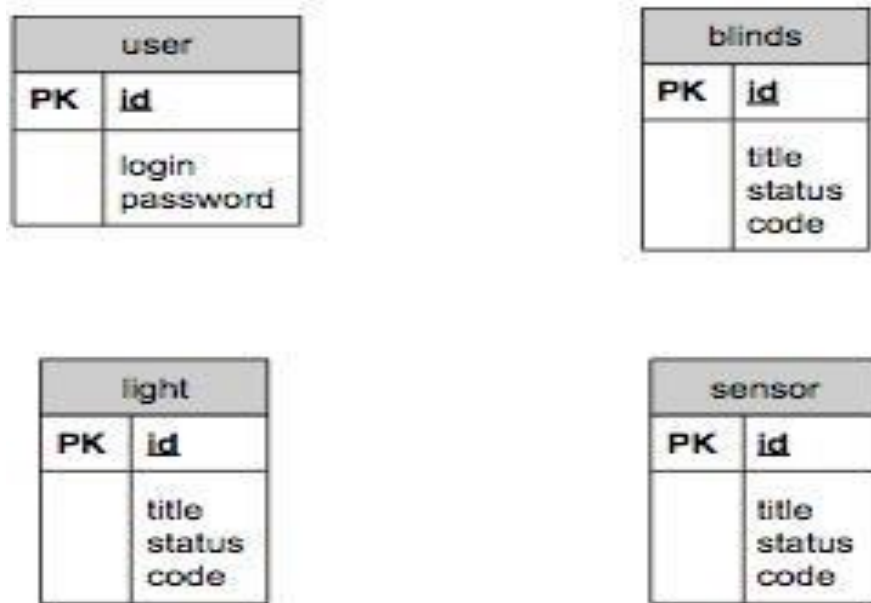 user
PK id
login
password
blinds
PK id
title
status
code
light
PK id
title
status
code
sensor
PK id
title
status
code